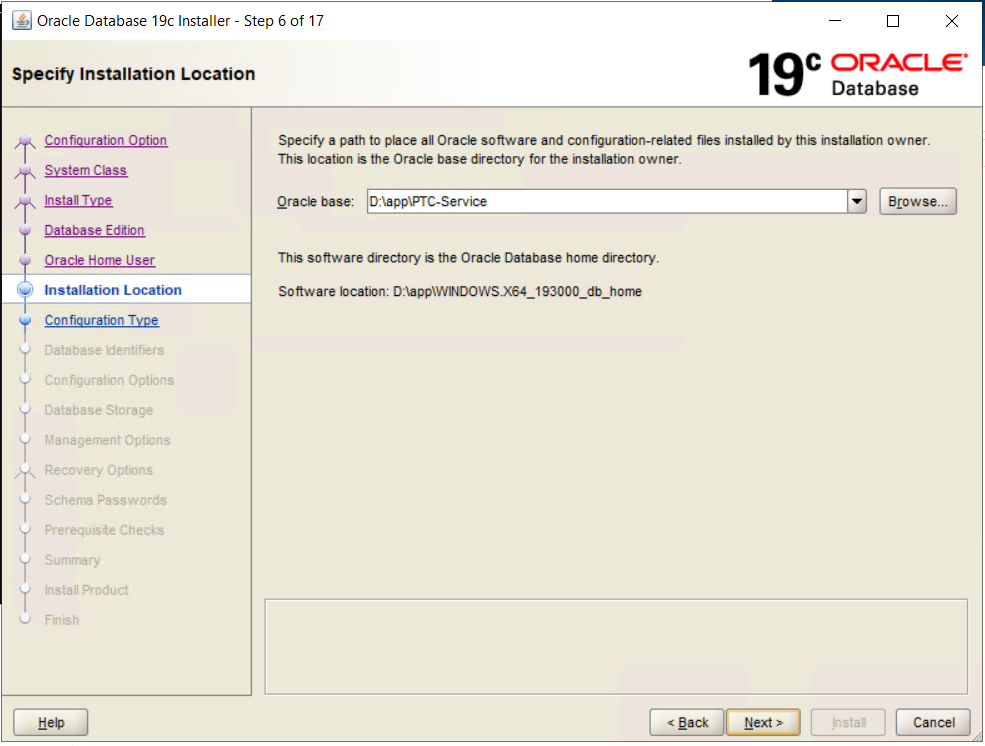 Oracle Database 19c Installer - Step 6 of 17
Specify Installation Location
19c ORACLE
Database
Configuration Option
System Class
Install Type
Database Edition
Oracle Home User
Installation Location
Configuration Type
Database Identifiers
Configuration Options
Database Storage
Management Options
Recovery Options
Schema Passwords
Prerequisite Checks
Summary
Install Product
Finish
Specify a path to place all Oracle software and configuration-related files installed by this installation owner.
This location is the Oracle base directory for the installation owner.
Oracle base: D:\app\PTC-Service Browse...
This software directory is the Oracle Database home directory.
Software location: D:\app\WINDOWS.X64_193000_db_home
Help < Back Next > Install Cancel